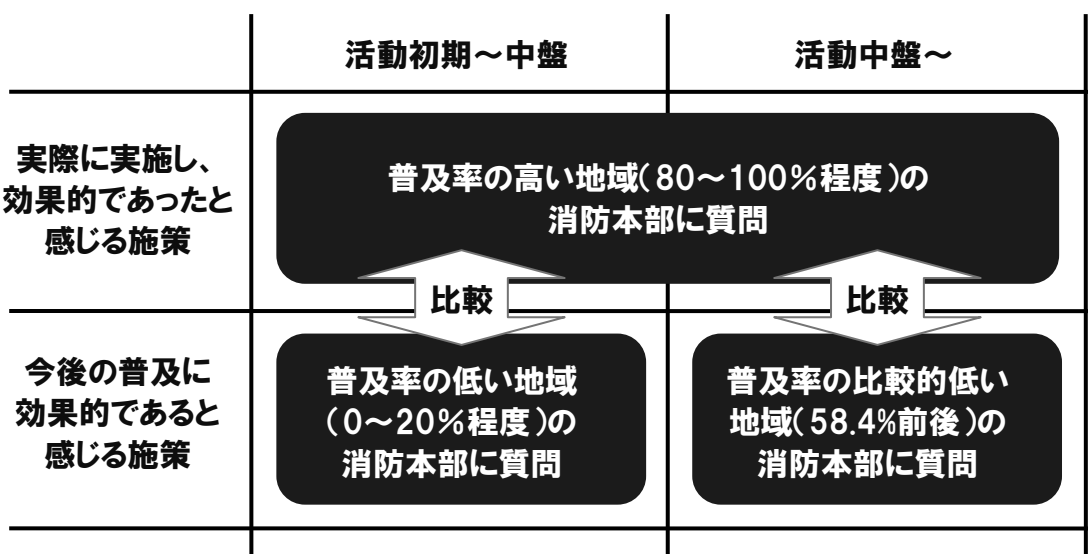 活動初期～中盤
活動中盤～
実際に実施し、
効果的であったと
感じる施策
普及率の高い地域(80～100%程度)の
消防本部に質問
比較
比較
今後の普及に
効果的であると
感じる施策
普及率の低い地域
(0～20%程度)の
消防本部に質問
普及率の比較的低い
地域(58.4%前後)の
消防本部に質問